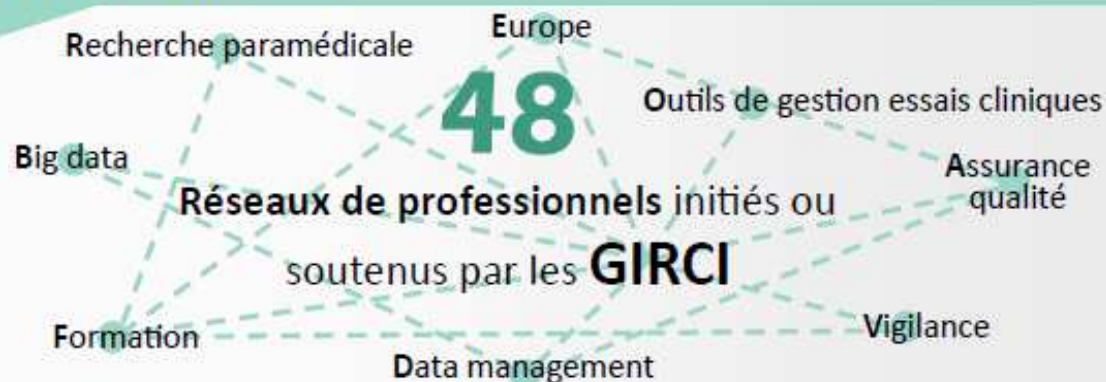 Europe
Recherche paramédicale
48
Outils de gestion essais cliniques
Big data
Assurance
qualité
Réseaux de professionnels initiés ou
soutenus par les GIRCI
Formation
Vigilance
Data management